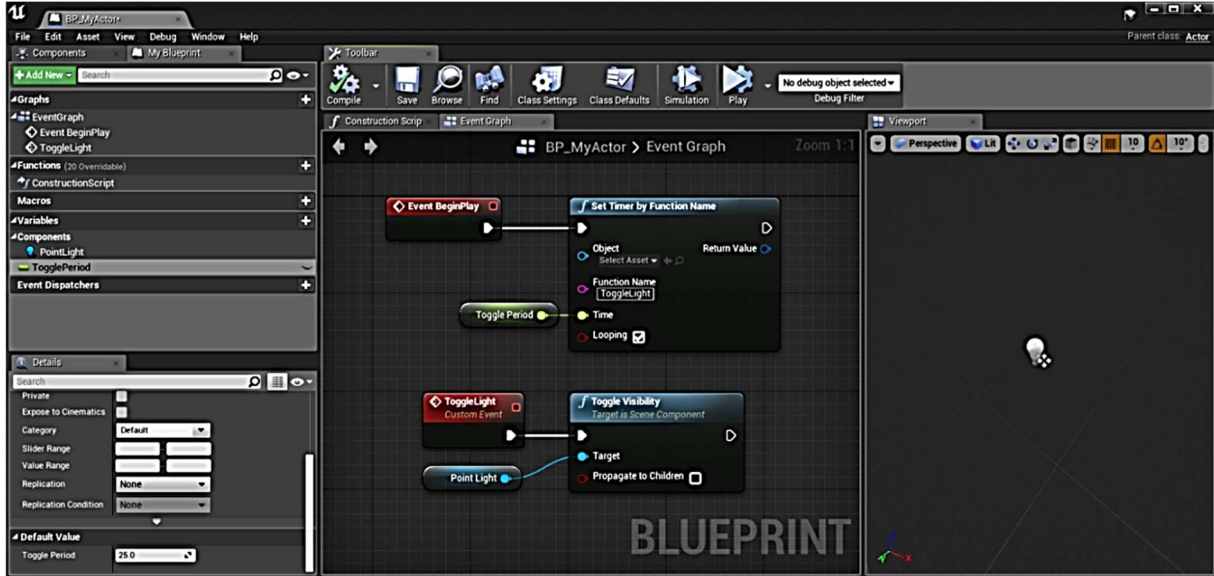 BP_MyActor*
File Edit Asset View Debug Window Help
Parent class: Actor
Components
My Blueprint
+Add New
Search
Graphs
EventGraph
Event BeginPlay
ToggleLight
Functions (20 Overridable)
ConstructionScript
Macros
Variables
Components
PointLight
TogglePeriod
Event Dispatchers
Details
Search
Private
Expose to Cinematics
Category Default
Slider Range
Value Range
Replication None
Replication Condition None
Default Value
Toggle Period 25.0
Toolbar
Compile Save Browse Find Class Settings Class Defaults Simulation Play
No debug object selected
Debug Filter
Construction Scrip
Event Graph
BP_MyActor > Event Graph
Zoom 1:1
Event BeginPlay
Set Timer by Function Name
Object
Select Asset
Return Value
Function Name
ToggleLight
Toggle Period
Time
Looping
ToggleLight
Custom Event
Toggle Visibility
Target is Scene Component
Target
Point Light
Propagate to Children
BLUEPRINT
Viewport
Perspective Lit 10 10°
x